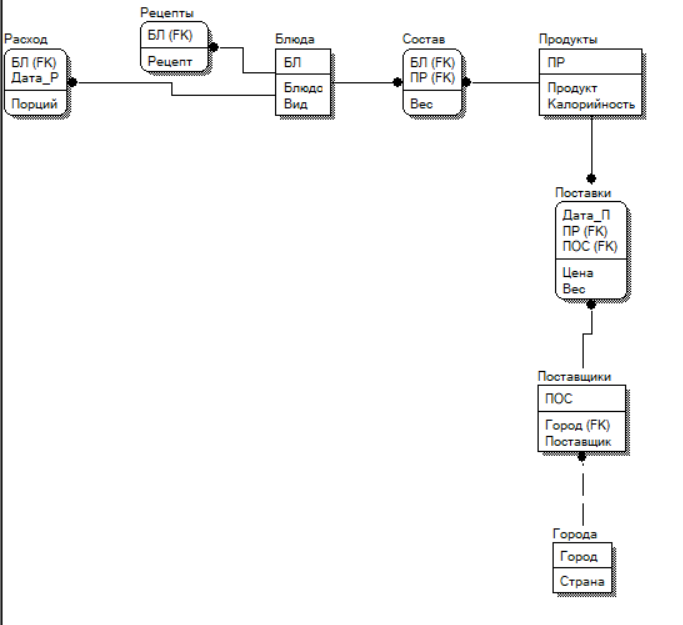 Рецепты
БЛ (FK)
Рецепт
Расход
БЛ (FK)
Дата_Р
Порций
Блюда
БЛ
Блюдо
Вид
Состав
БЛ (FK)
ПР (FK)
Вес
Продукты
ПР
Продукт
Калорийность
Поставки
Дата_П
ПР (FK)
ПОС (FK)
Цена
Вес
Поставщики
ПОС
Город (FK)
Поставщик
Города
Город
Страна